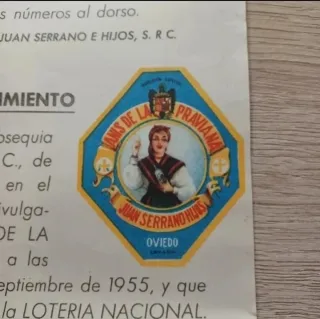 s números al dorso.
JUAN SERRANO E HIJOS, S. R. C.
IMIENTO
osequia
C., de
en el
ivulga-
DE LA
a las
eptiembre de 1955, y que
la LOTERIA NACIONAL.
ANIS DE LA PRAVIANA
JUAN SERRANO HIJOS
OVIEDO